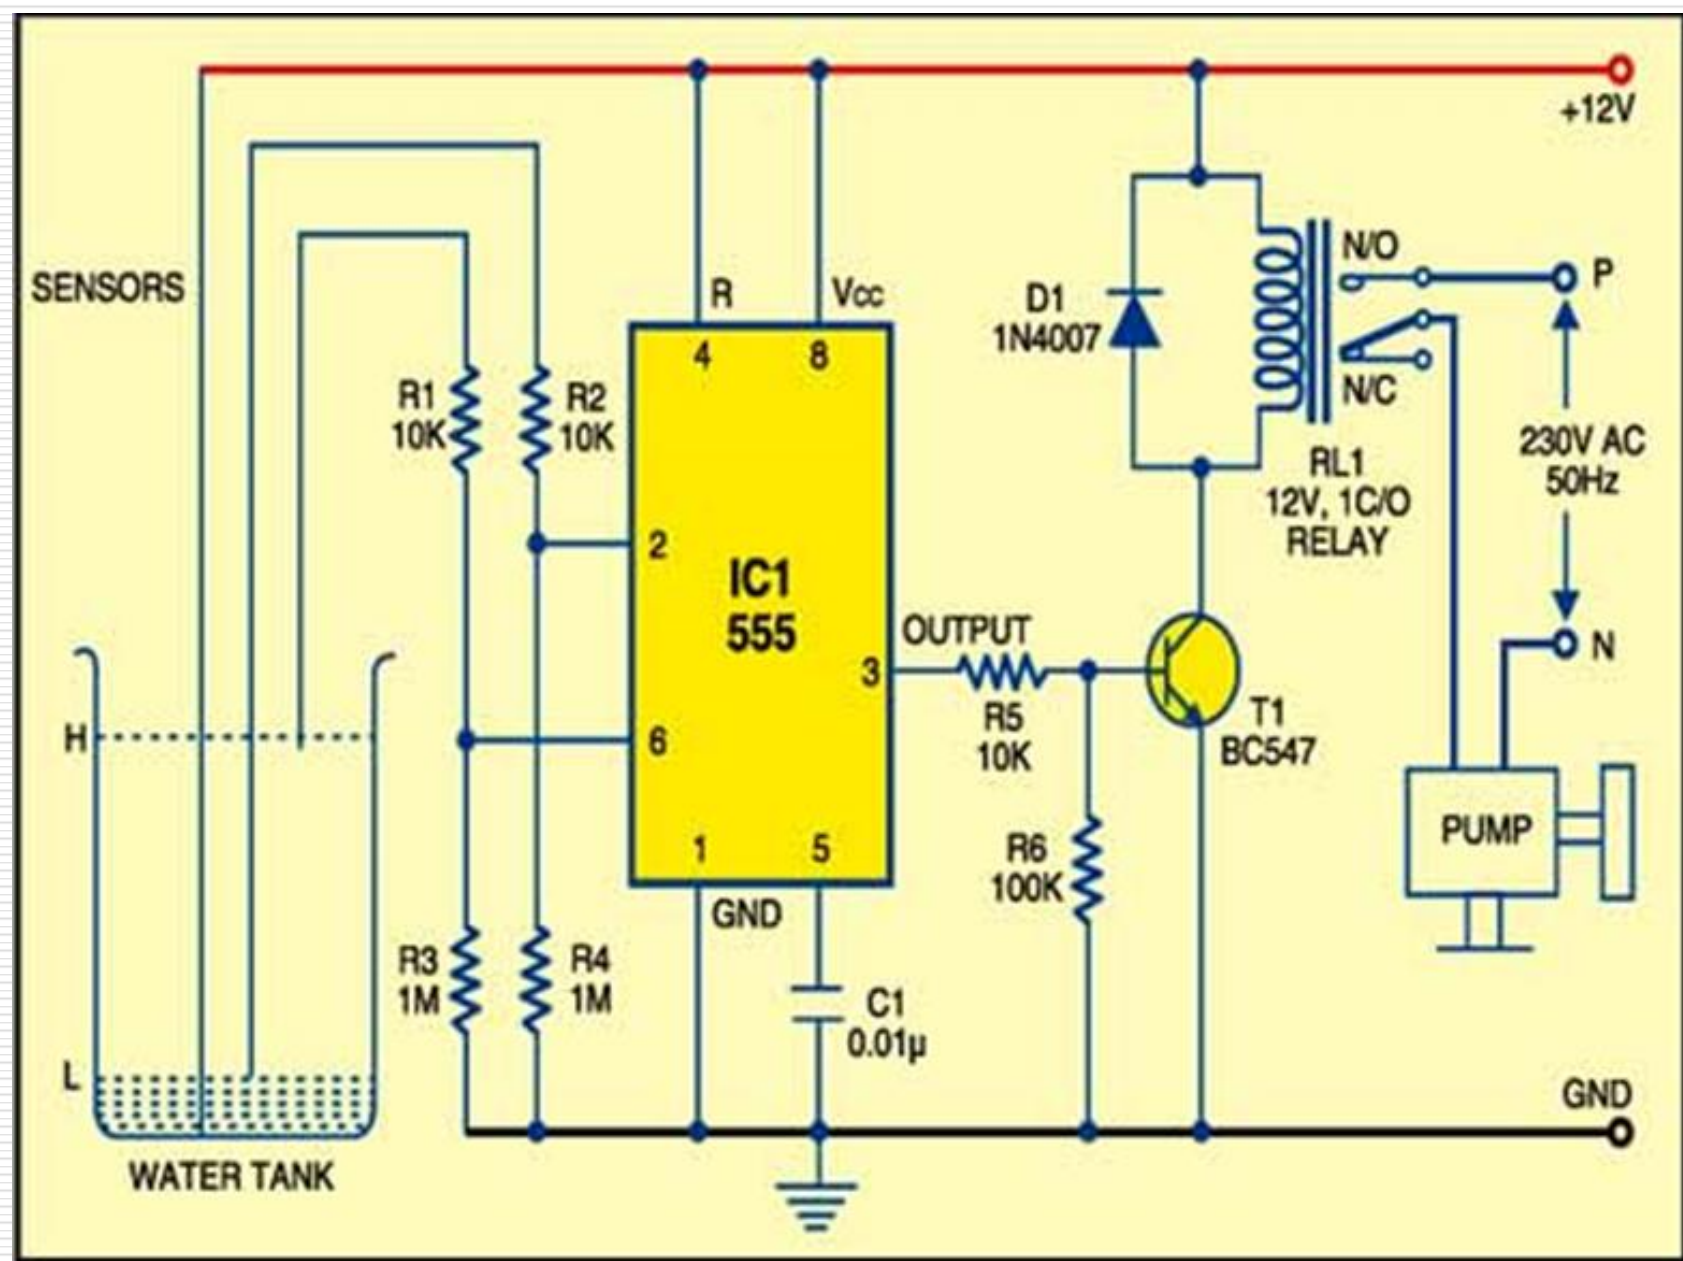 +12V
SENSORS
R
Vcc
N/O
P
D1
1N4007
4
8
N/C
R1
10K
R2
10K
230V AC
50Hz
RL1
12V, 1C/O
RELAY
2
IC1
555
OUTPUT
3
N
H
6
R5
10K
T1
BC547
PUMP
1
5
R6
100K
GND
R3
1M
R4
1M
C1
0.01µ
L
GND
WATER TANK